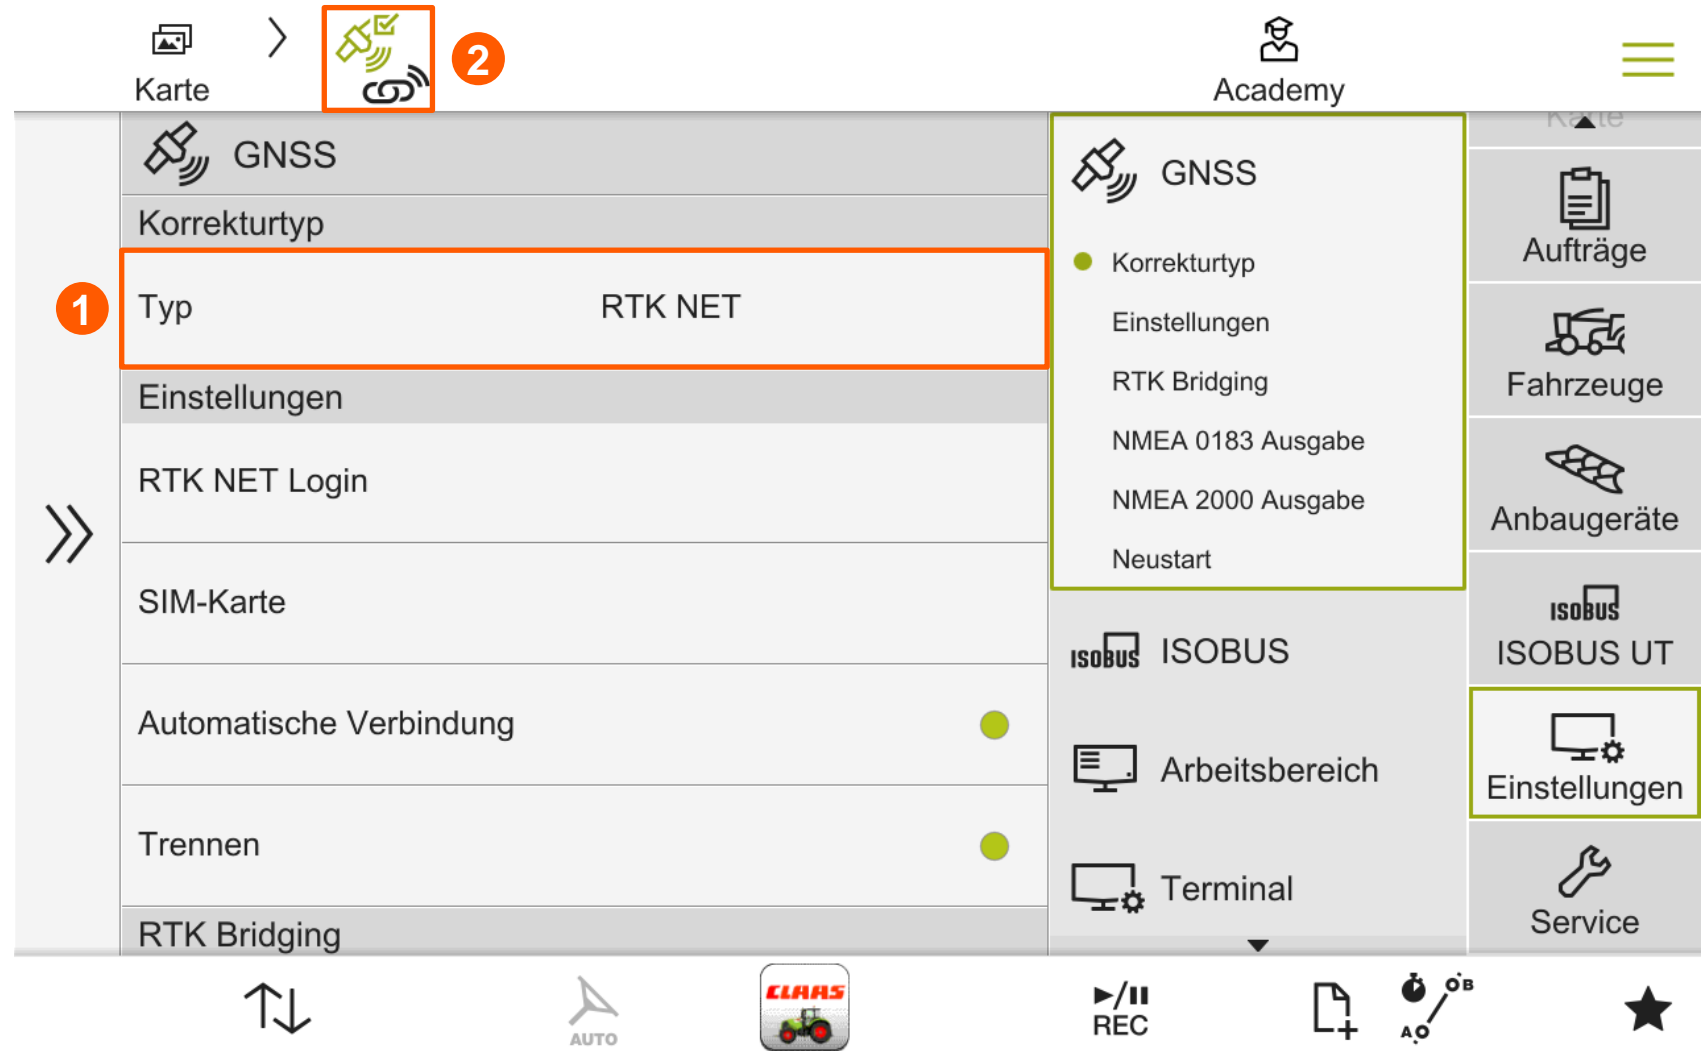 Karte
2
Academy
GNSS
Korrekturtyp
1
Typ
RTK NET
Einstellungen
RTK NET Login
SIM-Karte
Automatische Verbindung
Trennen
RTK Bridging
GNSS
Korrekturtyp
Einstellungen
RTK Bridging
NMEA 0183 Ausgabe
NMEA 2000 Ausgabe
Neustart
ISOBUS
ISOBUS
Arbeitsbereich
Terminal
Karte
Aufträge
Fahrzeuge
Anbaugeräte
ISOBUS
ISOBUS UT
Einstellungen
Service
AUTO
CLAAS
REC
A
B